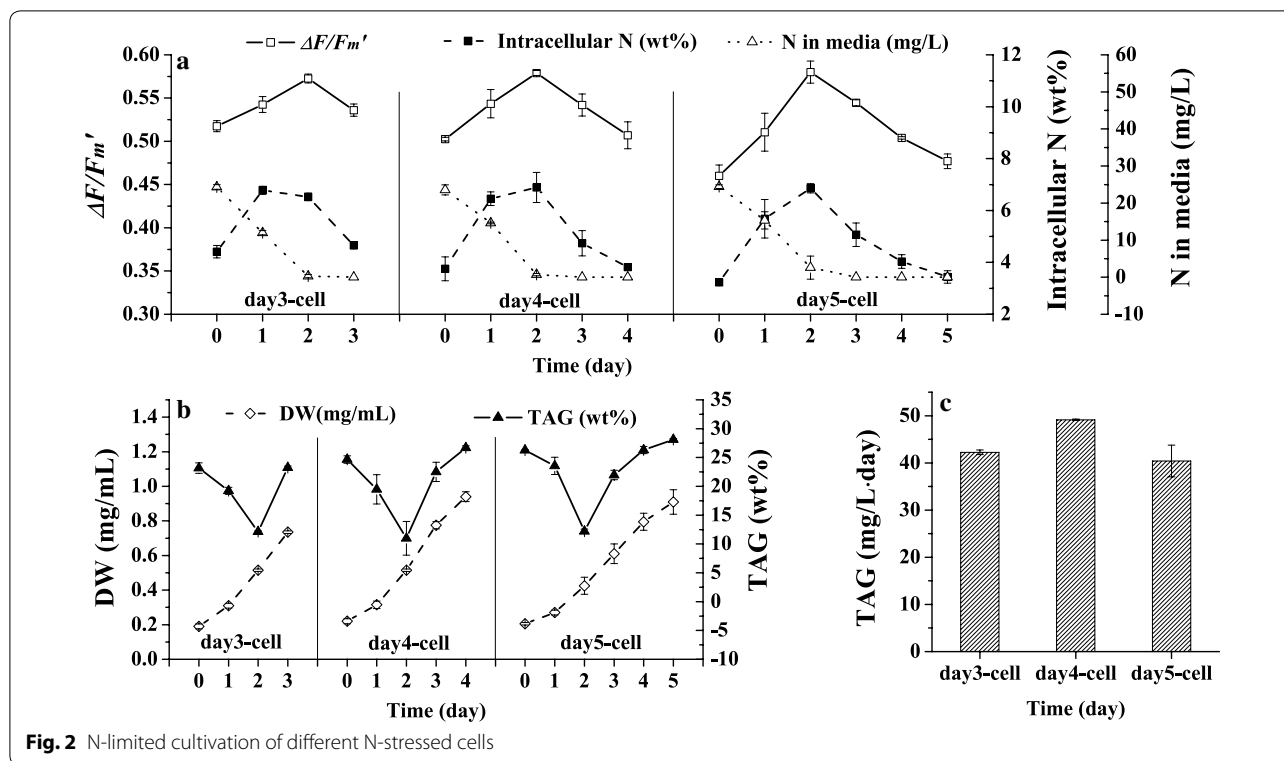 a
ΔF/Fm'
Intracellular N (wt%)
N in media (mg/L)
0.60
0.55
0.50
0.45
0.40
0.35
0.30
ΔF/Fm'
12
10
8
6
4
2
Intracellular N (wt%)
60
50
40
30
20
10
0
-10
N in media (mg/L)
day3-cell
day4-cell
day5-cell
0 1 2 3 0 1 2 3 4 0 1 2 3 4 5
Time (day)
b
DW(mg/mL)
TAG (wt%)
1.4
1.2
1.0
0.8
0.6
0.4
0.2
0.0
DW (mg/mL)
35
30
25
20
15
10
5
0
-5
-10
TAG (wt%)
day3-cell
day4-cell
day5-cell
0 1 2 3 0 1 2 3 4 0 1 2 3 4 5
Time (day)
c
50
40
30
20
10
0
TAG (mg/L·day)
day3-cell day4-cell day5-cell
Time (day)
Fig. 2 N-limited cultivation of different N-stressed cells